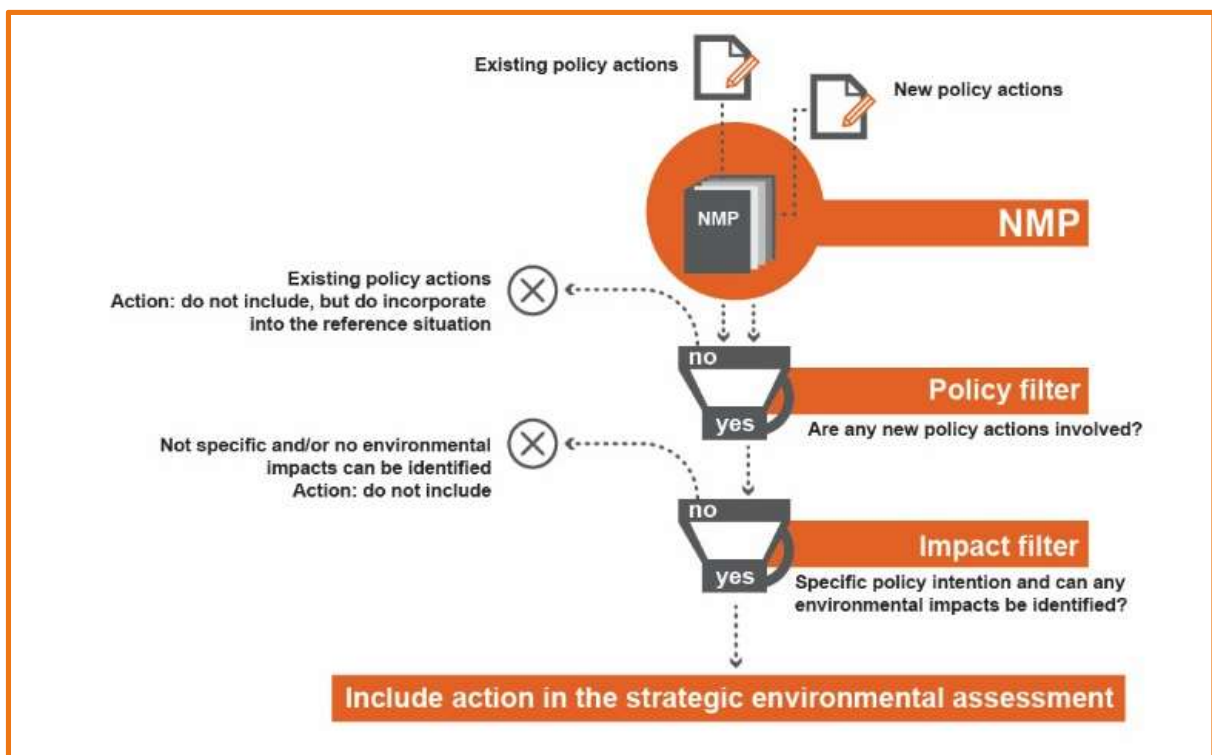 Existing policy actions
New policy actions
NMP
NMP
Existing policy actions
Action: do not include, but do incorporate
into the reference situation
no
Policy filter
yes
Are any new policy actions involved?
Not specific and/or no environmental
impacts can be identified
Action: do not include
no
Impact filter
yes
Specific policy intention and can any
environmental impacts be identified?
Include action in the strategic environmental assessment